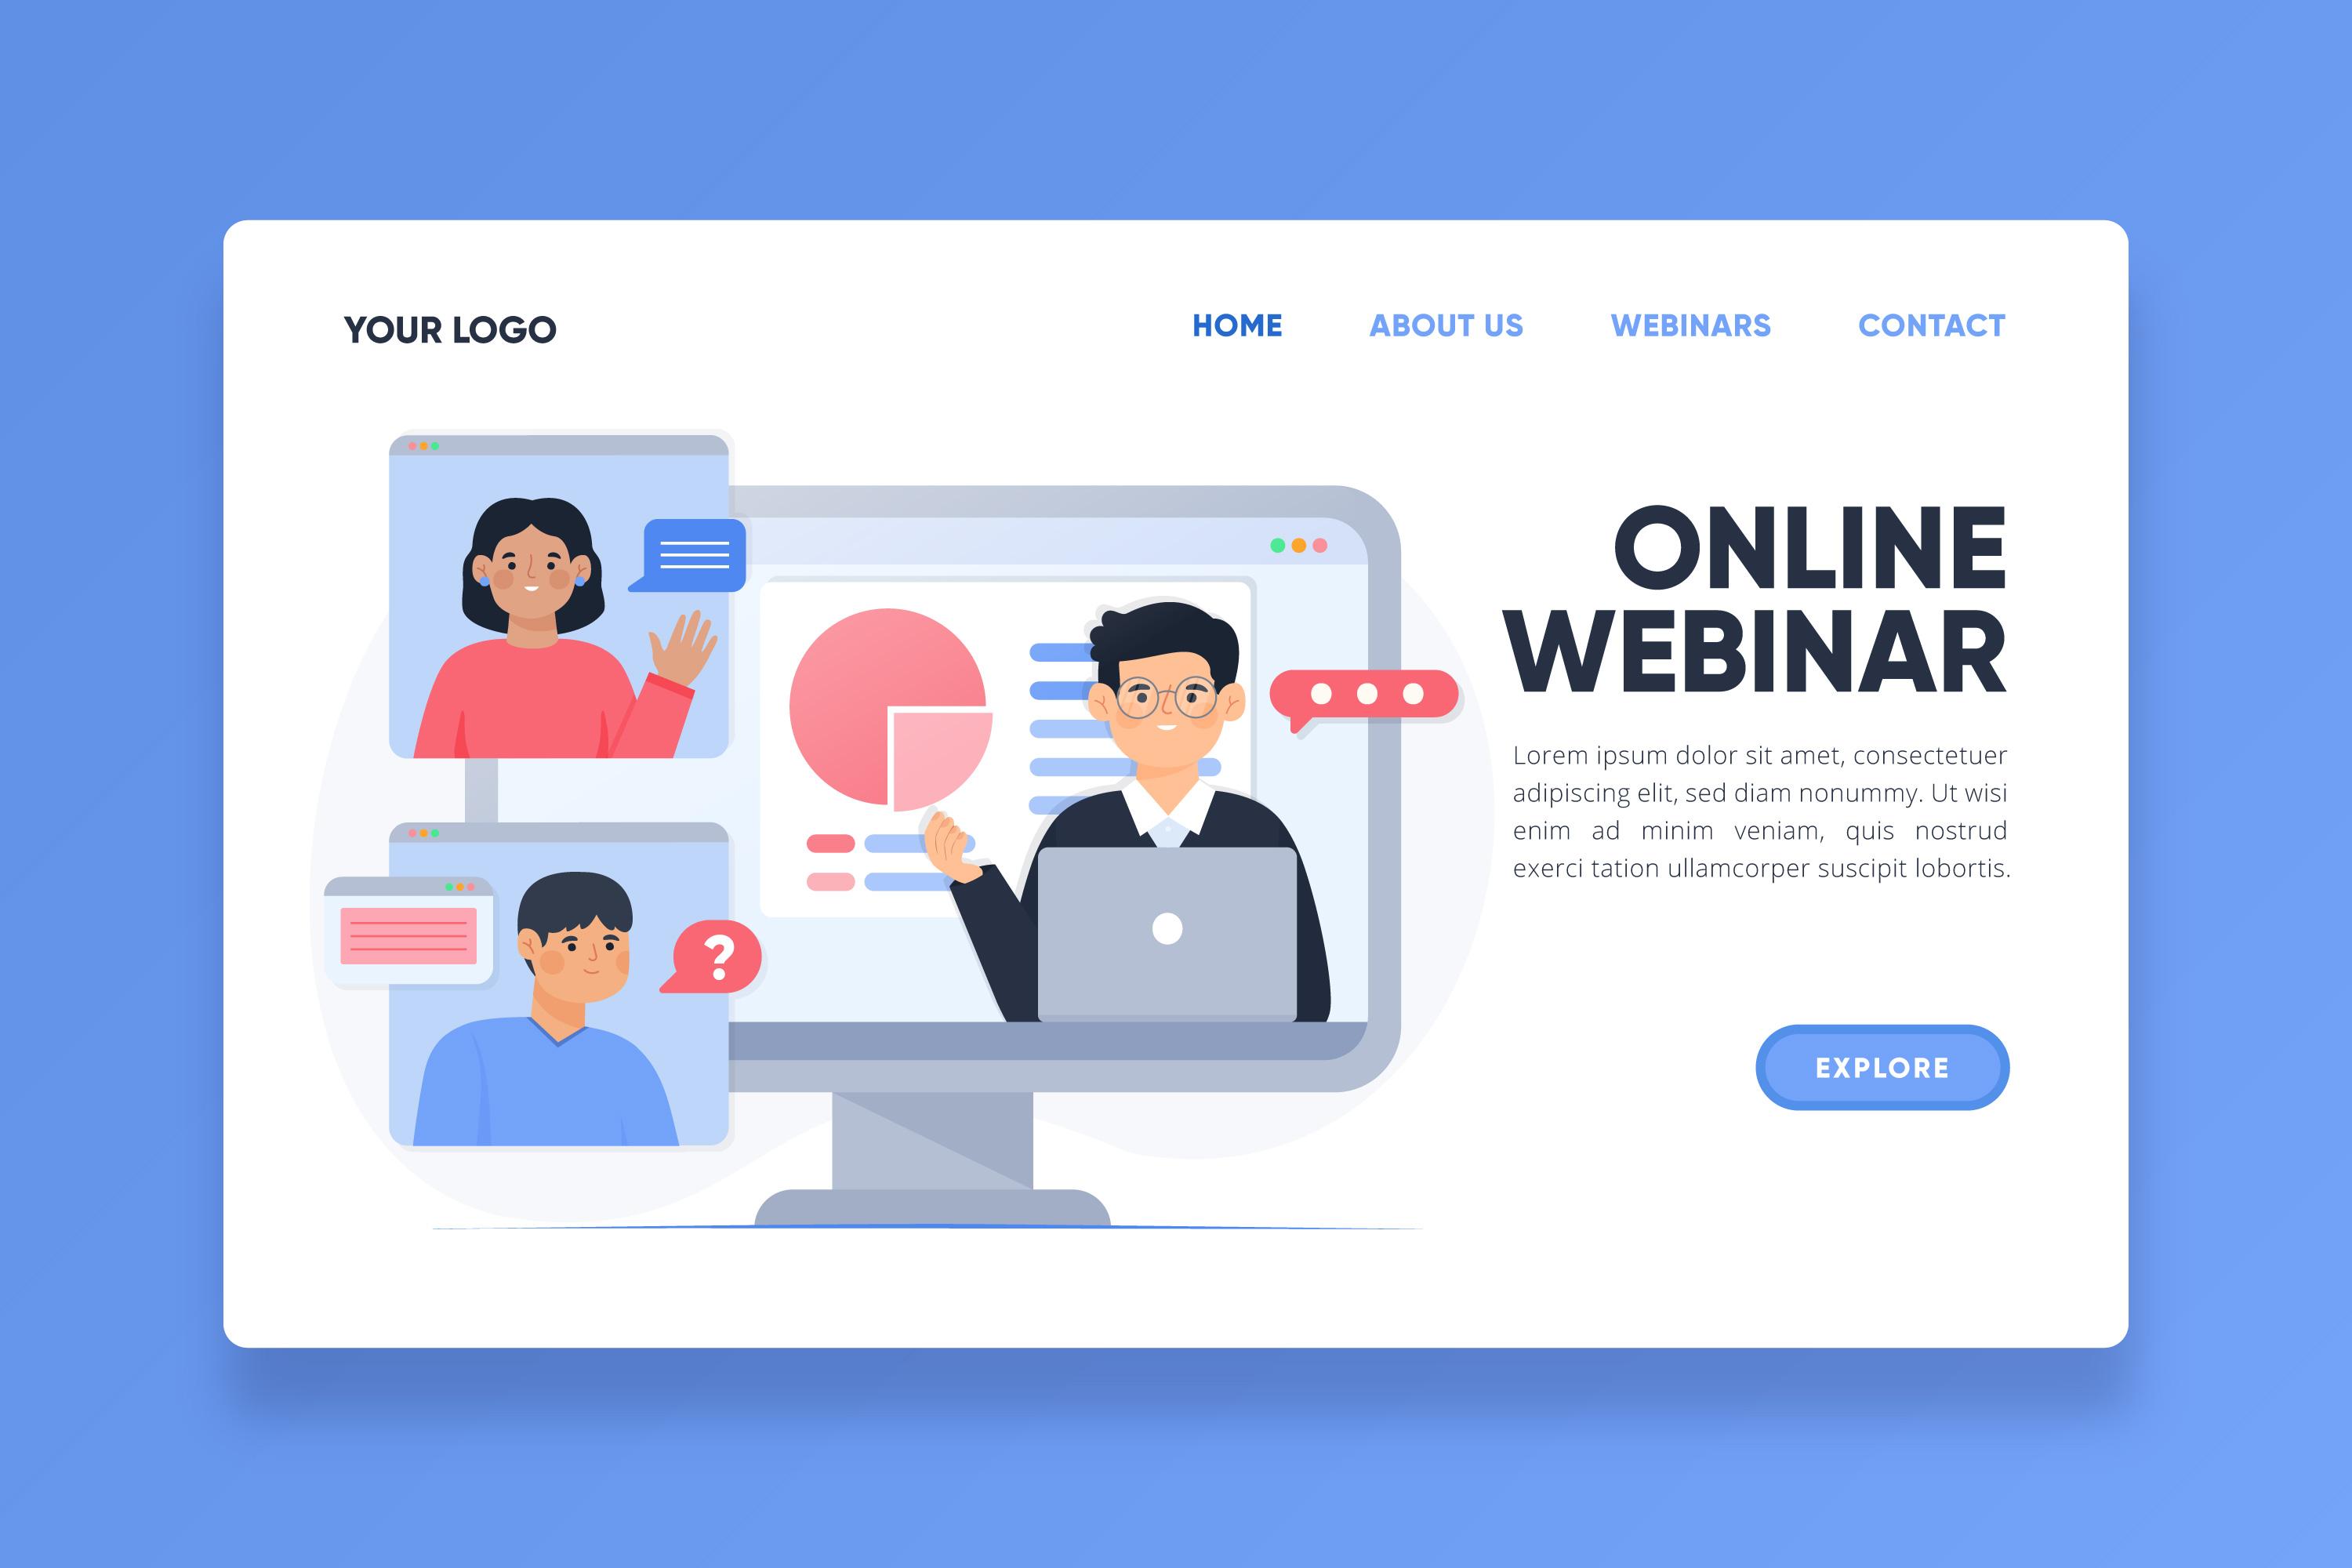 YOUR LOGO
HOME ABOUT US WEBINARS CONTACT
ONLINE
WEBINAR
Lorem ipsum dolor sit amet, consectetuer
adipiscing elit, sed diam nonummy. Ut wisi
enim ad minim veniam, quis nostrud
exerci tation ullamcorper suscipit lobortis.
?
EXPLORE